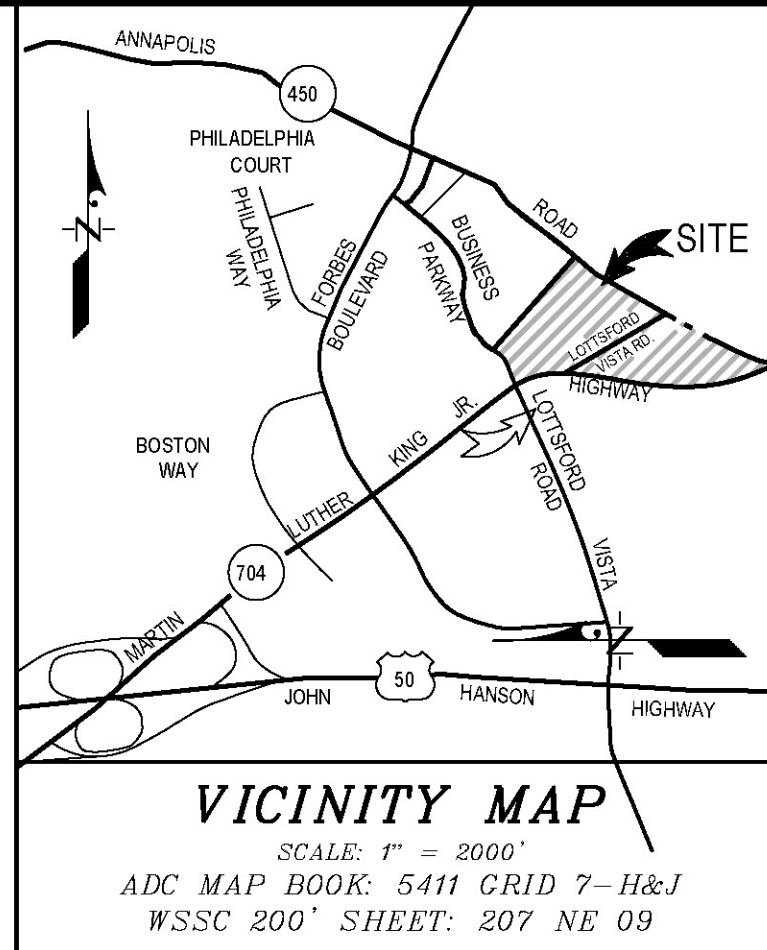 ANNAPOLIS
450
PHILADELPHIA
COURT
PHILADELPHIA
WAY
FORBES
BOULEVARD
BUSINESS
PARKWAY
ROAD
SITE
N
LOTTSFORD
VISTA RD.
HIGHWAY
BOSTON
WAY
MARTIN
LUTHER
KING
JR.
LOTTSFORD
ROAD
VISTA
704
N
JOHN
50
HANSON
HIGHWAY
VICINITY MAP
SCALE: 1" = 2000'
ADC MAP BOOK: 5411 GRID 7-H&J
WSSC 200' SHEET: 207 NE 09